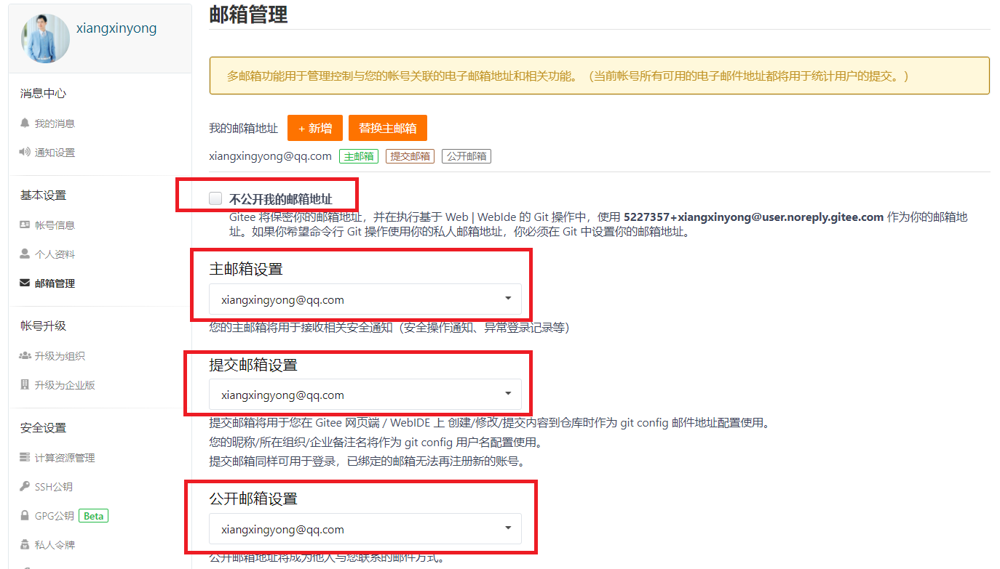 xiangxinyong
消息中心
我的消息
通知设置
基本设置
帐号信息
个人资料
邮箱管理
帐号升级
升级为组织
升级为企业版
安全设置
计算资源管理
SSH公钥
GPG公钥 Beta
私人令牌
邮箱管理
多邮箱功能用于管理控制与您的帐号关联的电子邮箱地址和相关功能。（当前帐号所有可用的电子邮件地址都将用于统计用户的提交。）
我的邮箱地址 + 新增 替换主邮箱
xiangxingyong@qq.com 主邮箱 提交邮箱 公开邮箱
不公开我的邮箱地址
Gitee 将保密你的邮箱地址，并在执行基于 Web | WebIde 的 Git 操作中，使用 5227357+xiangxinyong@user.noreply.gitee.com 作为你的邮箱地
址。如果你希望命令行 Git 操作使用你的私人邮箱地址，你必须在 Git 中设置你的邮箱地址。
主邮箱设置
xiangxingyong@qq.com
您的主邮箱将用于接收相关安全通知（安全操作通知、异常登录记录等）
提交邮箱设置
xiangxingyong@qq.com
提交邮箱将用于您在 Gitee 网页端 / WebIDE 上 创建/修改/提交内容到仓库时作为 git config 邮件地址配置使用。
您的昵称/所在组织/企业备注名将作为 git config 用户名配置使用。
提交邮箱同样可用于登录，已绑定的邮箱无法再注册新的账号。
公开邮箱设置
xiangxingyong@qq.com
公开邮箱地址将成为他人与您联系的邮件方式。